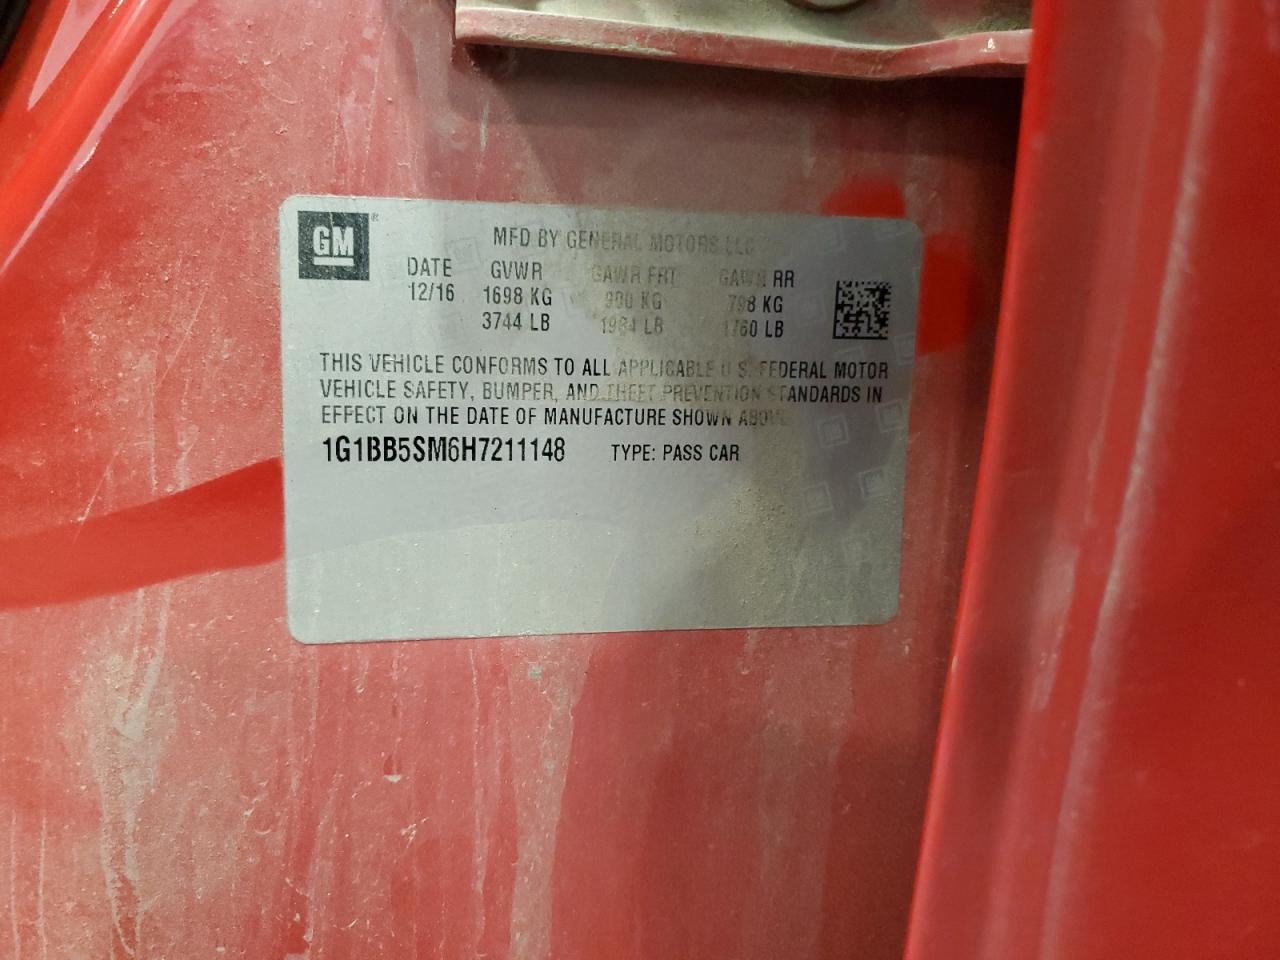 GM ®
MFD BY GENERAL MOTORS LLC
DATE GVWR GAWR FRT GAWR RR
12/16 1698 KG 900 KG 798 KG
3744 LB 1984 LB 1760 LB
THIS VEHICLE CONFORMS TO ALL APPLICABLE U.S. FEDERAL MOTOR
VEHICLE SAFETY, BUMPER, AND THEFT PREVENTION STANDARDS IN
EFFECT ON THE DATE OF MANUFACTURE SHOWN ABOVE
1G1BB5SM6H7211148 TYPE: PASS CAR